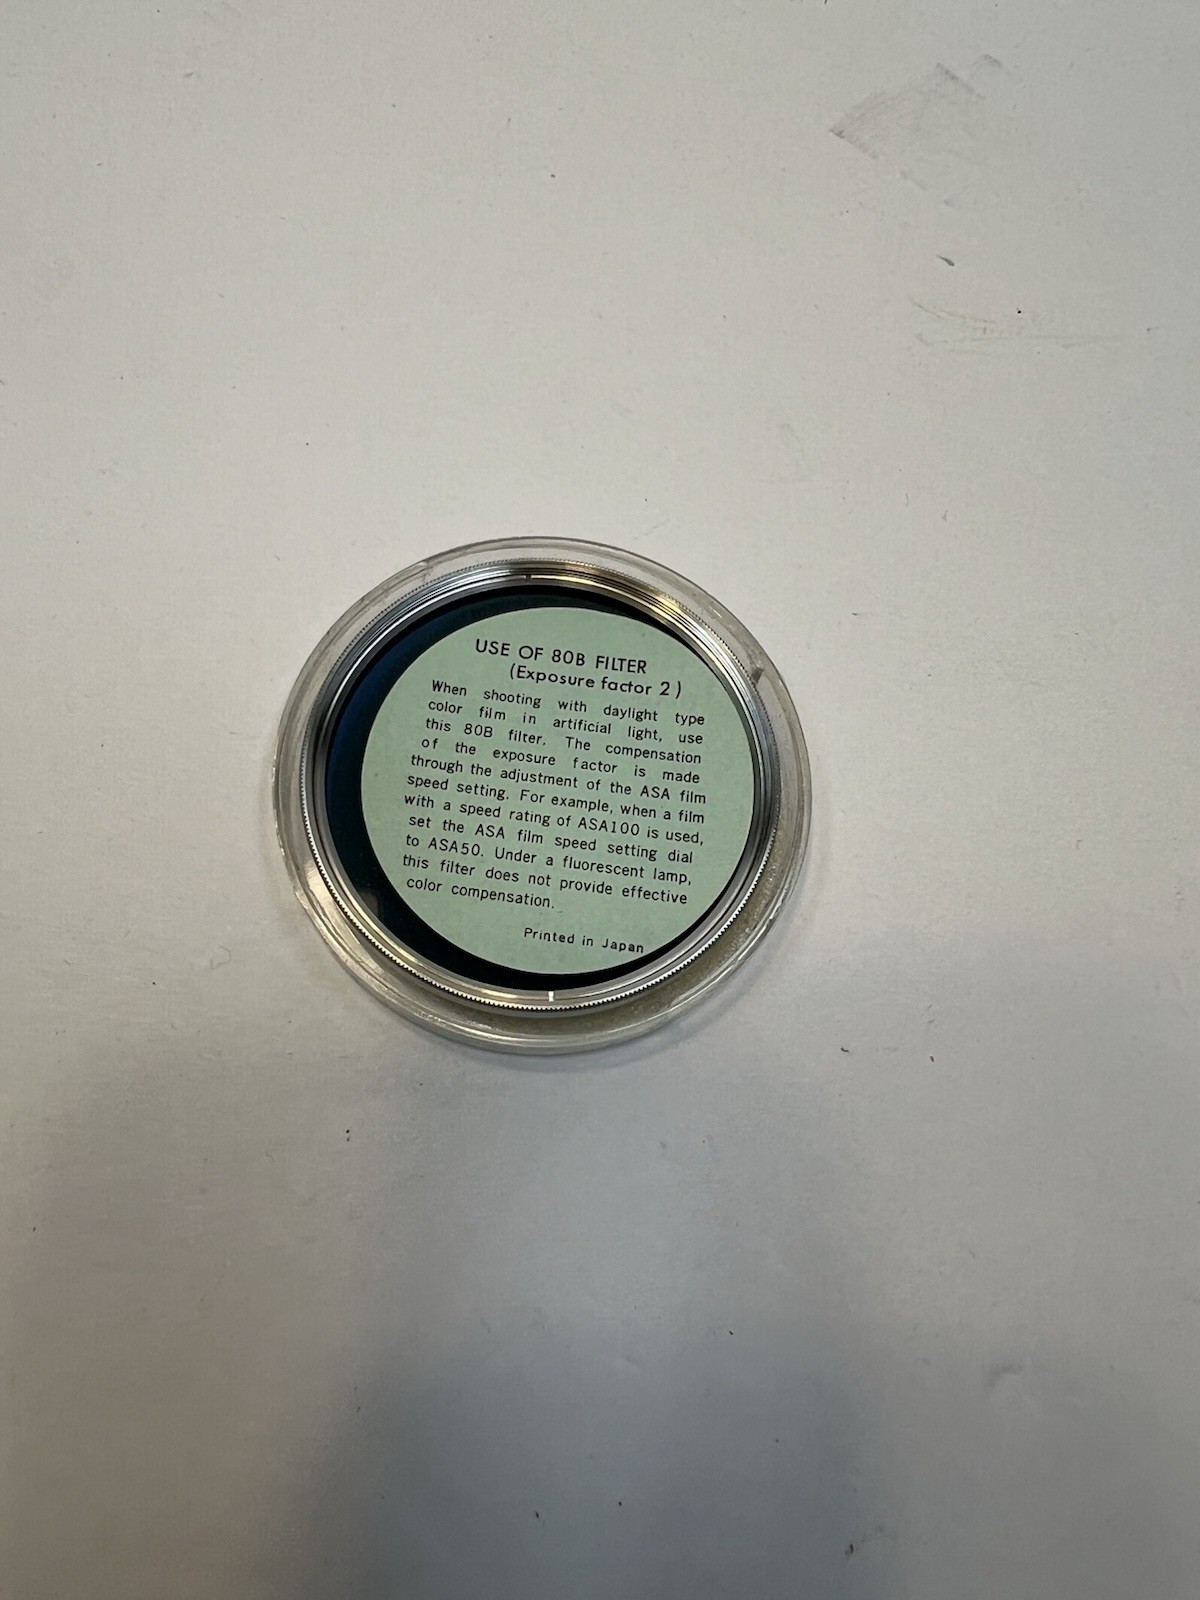 USE OF 80B FILTER
(Exposure factor 2)
When shooting with daylight type
color film in artificial light, use
this 80B filter. The compensation
of the exposure factor is made
through the adjustment of the ASA film
speed setting. For example, when a film
with a speed rating of ASA100 is used,
set the ASA film speed setting dial
to ASA50. Under a fluorescent lamp,
this filter does not provide effective
color compensation.
Printed in Japan